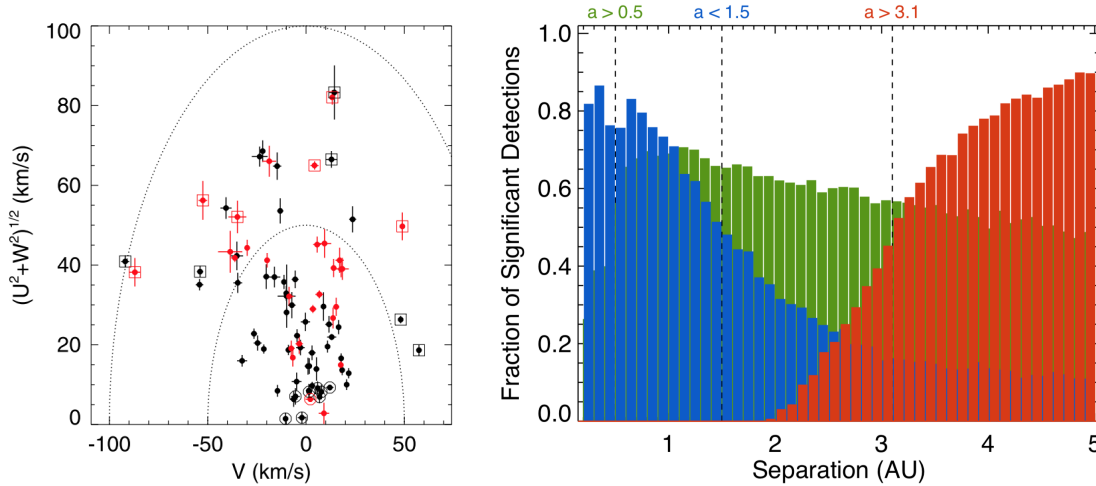 a > 0.5 a < 1.5 a > 3.1
100
80
60
40
20
0
(U²+W²)^1/2 (km/s)
-100 -50 0 50
V (km/s)
1.0
0.8
0.6
0.4
0.2
0.0
Fraction of Significant Detections
1 2 3 4 5
Separation (AU)